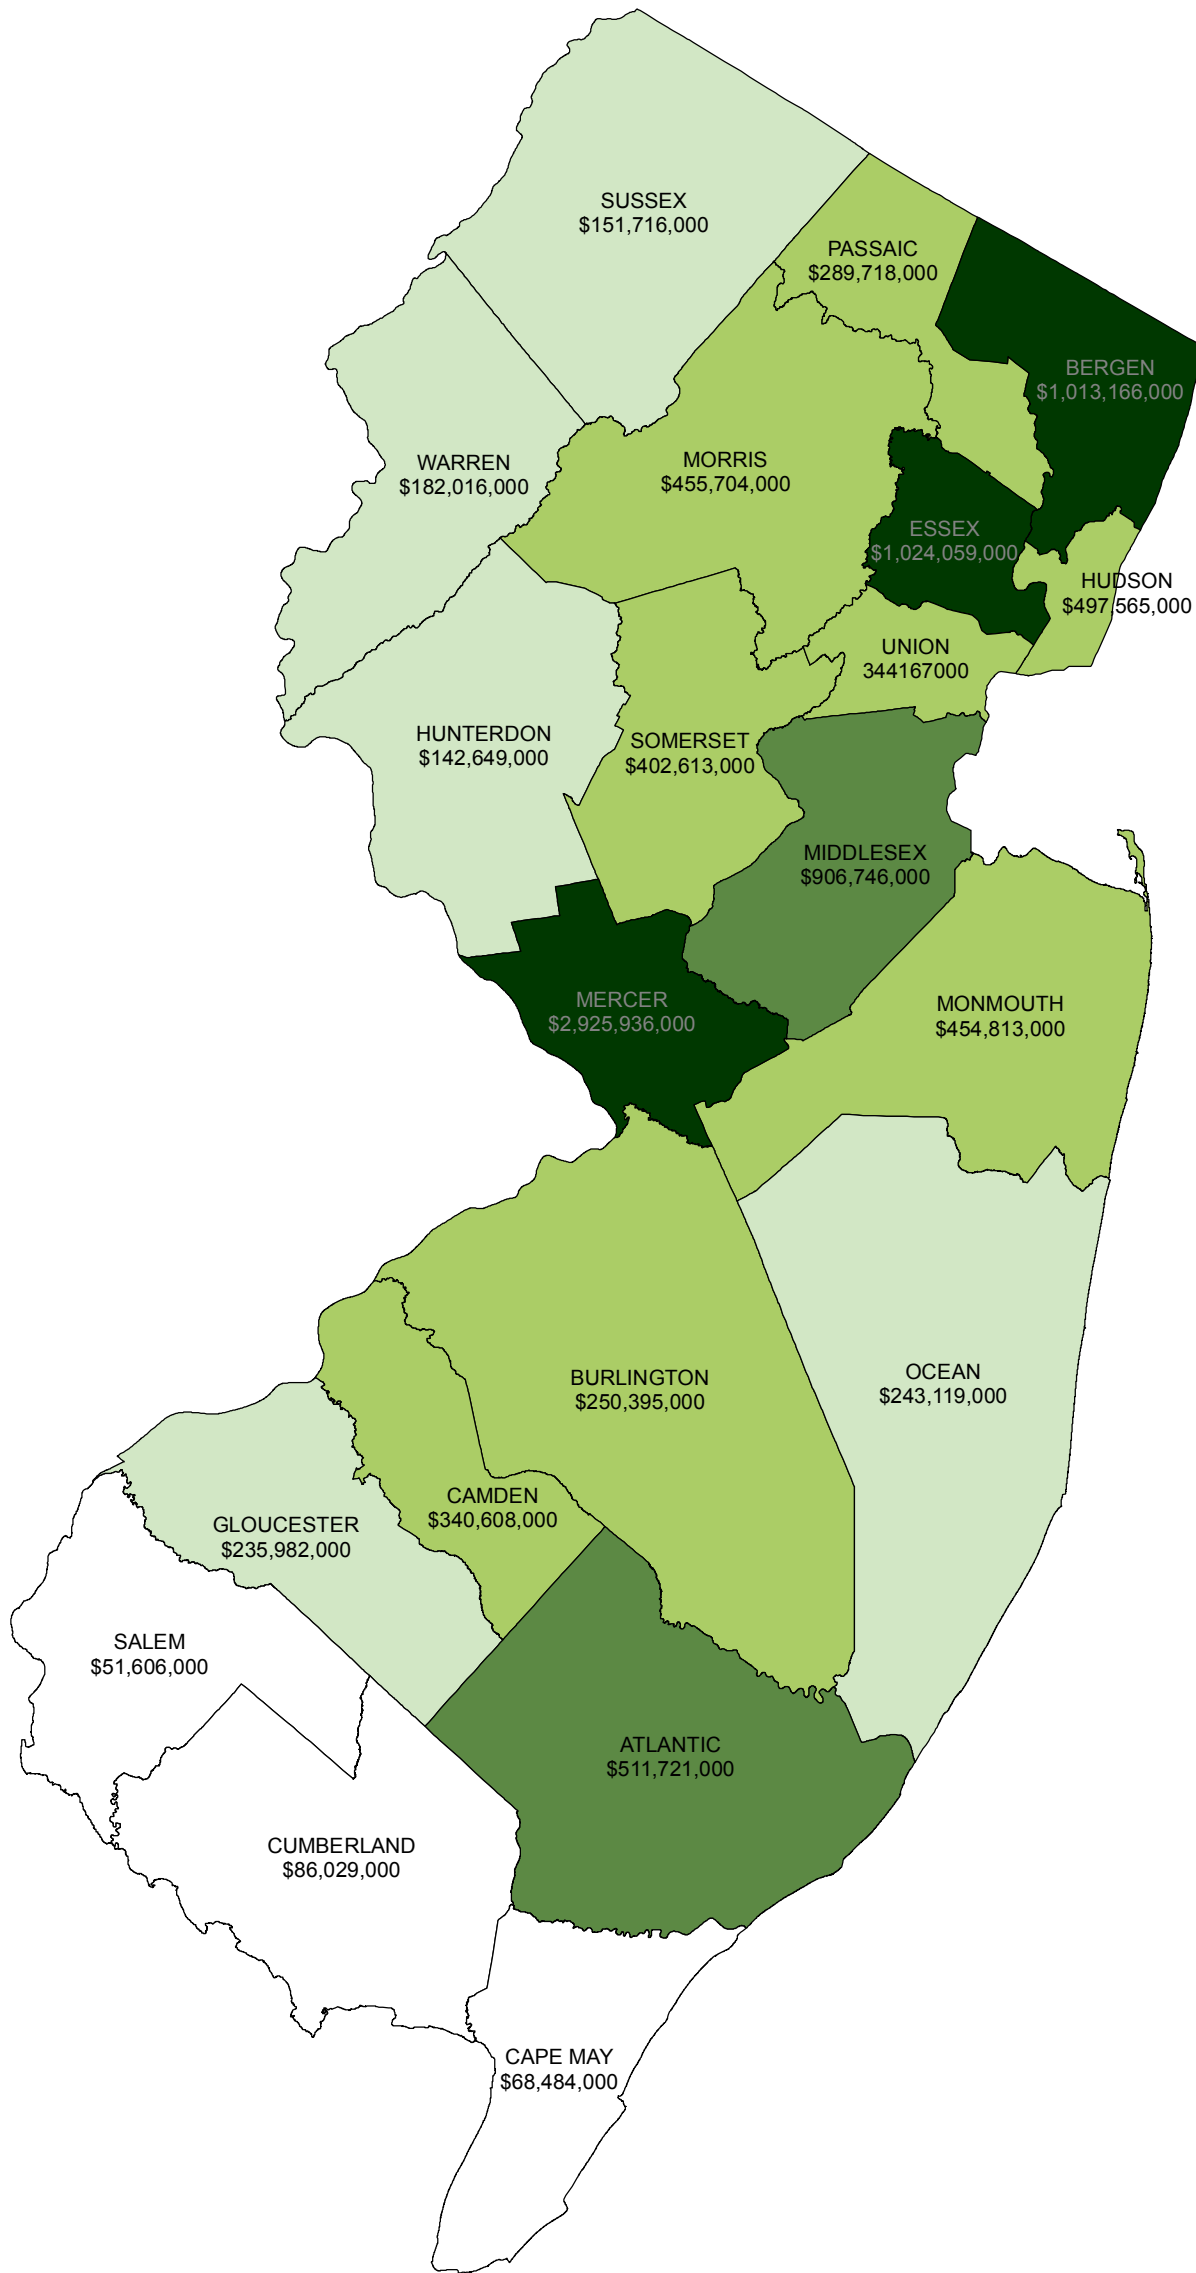 SUSSEX
$151,716,000
PASSAIC
$289,718,000
BERGEN
$1,013,166,000
WARREN
$182,016,000
MORRIS
$455,704,000
ESSEX
$1,024,059,000
HUDSON
$497,565,000
UNION
344167000
HUNTERDON
$142,649,000
SOMERSET
$402,613,000
MIDDLESEX
$906,746,000
MERCER
$2,925,936,000
MONMOUTH
$454,813,000
BURLINGTON
$250,395,000
OCEAN
$243,119,000
CAMDEN
$340,608,000
GLOUCESTER
$235,982,000
SALEM
$51,606,000
ATLANTIC
$511,721,000
CUMBERLAND
$86,029,000
CAPE MAY
$68,484,000